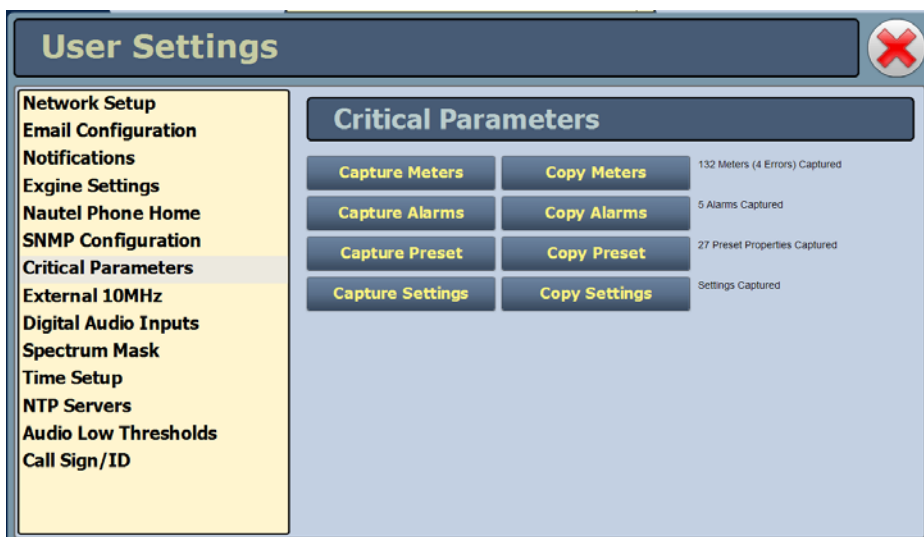 User Settings
Network Setup
Email Configuration
Notifications
Exgine Settings
Nautel Phone Home
SNMP Configuration
Critical Parameters
External 10MHz
Digital Audio Inputs
Spectrum Mask
Time Setup
NTP Servers
Audio Low Thresholds
Call Sign/ID
Critical Parameters
Capture Meters Copy Meters 132 Meters (4 Errors) Captured
Capture Alarms Copy Alarms 5 Alarms Captured
Capture Preset Copy Preset 27 Preset Properties Captured
Capture Settings Copy Settings Settings Captured